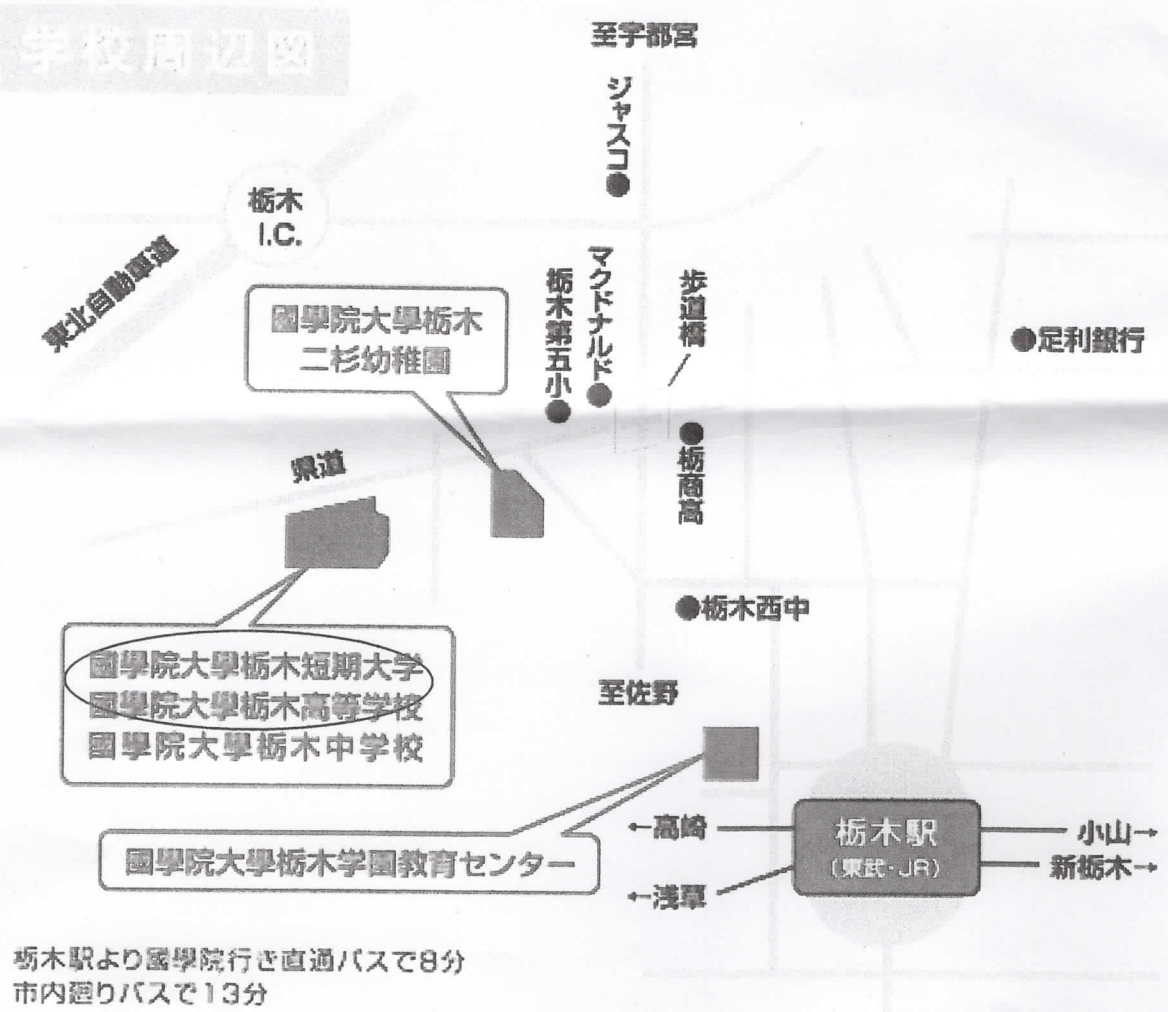 学校周辺図
至宇都宮
ジャスコ
栃木
I.C.
東北自動車道
國學院大學栃木
二杉幼稚園
栃木第五小
マクドナルド
歩道橋
足利銀行
県道
栃商高
栃木西中
國學院大學栃木短期大学
國學院大學栃木高等学校
國學院大學栃木中学校
至佐野
國學院大學栃木学園教育センター
←高崎
←浅草
栃木駅
(東武・JR)
小山→
新栃木→
栃木駅より國學院行き直通バスで8分
市内廻りバスで13分